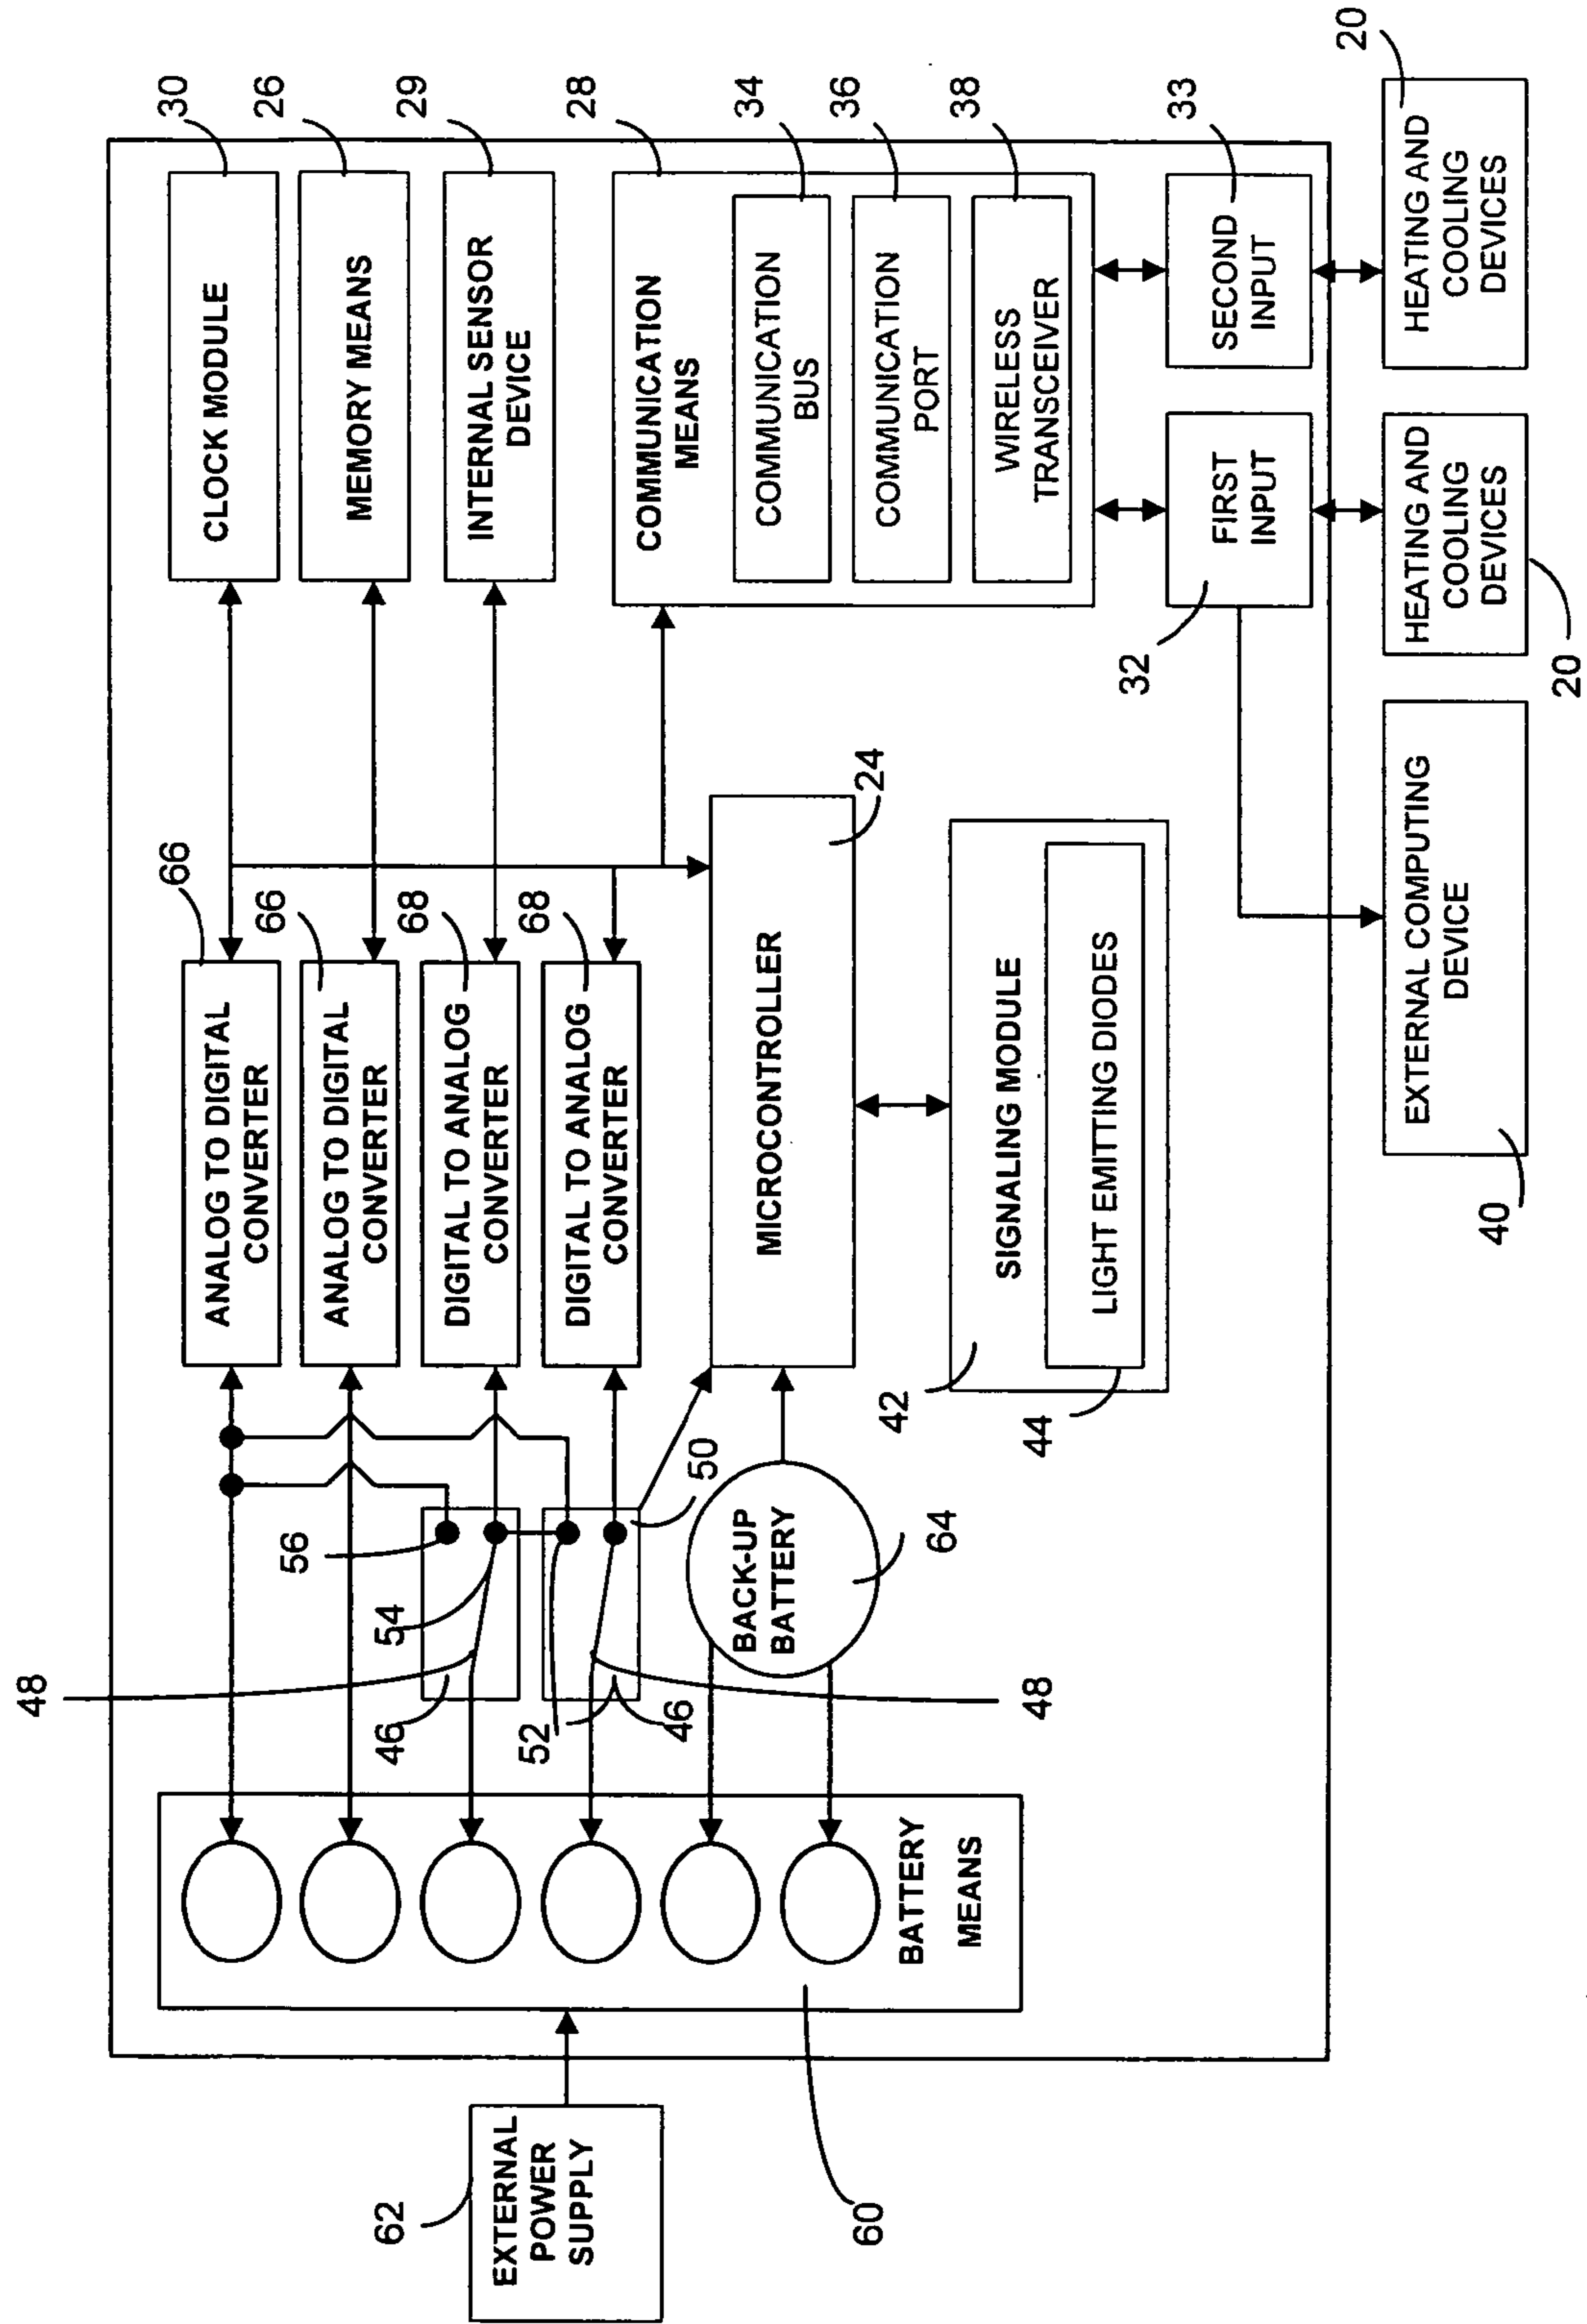 30
CLOCK MODULE
26
MEMORY MEANS
29
INTERNAL SENSOR
DEVICE
28
COMMUNICATION
MEANS
34
COMMUNICATION
BUS
36
COMMUNICATION
PORT
38
WIRELESS
TRANSCEIVER
33
SECOND
INPUT
FIRST
INPUT
32
20
HEATING AND
COOLING
DEVICES
HEATING AND
COOLING
DEVICES
20
66
ANALOG TO DIGITAL
CONVERTER
66
ANALOG TO DIGITAL
CONVERTER
68
DIGITAL TO ANALOG
CONVERTER
68
DIGITAL TO ANALOG
CONVERTER
24
MICROCONTROLLER
SIGNALING MODULE
42
LIGHT EMITTING DIODES
44
EXTERNAL COMPUTING
DEVICE
40
56
54
48
46
52
46
50
48
BACK-UP
BATTERY
64
BATTERY
MEANS
60
62
EXTERNAL
POWER
SUPPLY